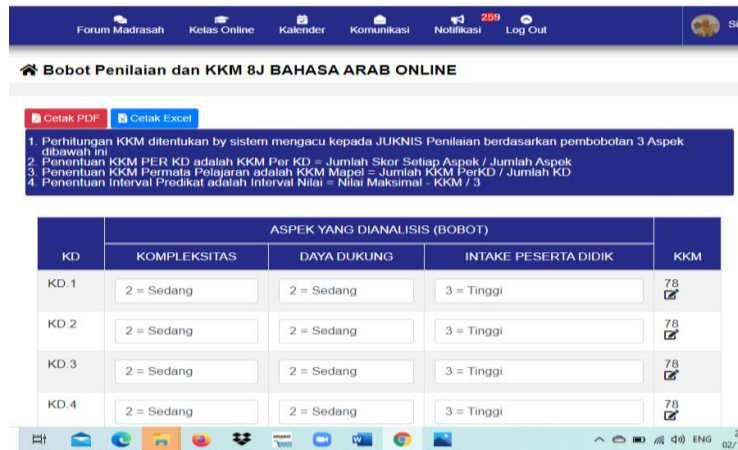 259
Forum Madrasah Kelas Online Kalender Komunikasi Notifikasi Log Out
Bobot Penilaian dan KKM 8J BAHASA ARAB ONLINE
Cetak PDF Cetak Excel
1. Perhitungan KKM ditentukan by sistem mengacu kepada JUKNIS Penilaian berdasarkan pembobotan 3 Aspek
dibawah ini
2. Penentuan KKM PER KD adalah KKM Per KD = Jumlah Skor Setiap Aspek / Jumlah Aspek
3. Penentuan KKM Permata Pelajaran adalah KKM Mapel = Jumlah KKM PerKD / Jumlah KD
4. Penentuan Interval Predikat adalah Interval Nilai = Nilai Maksimal - KKM / 3
ASPEK YANG DIANALISIS (BOBOT)
KD KOMPLEKSITAS DAYA DUKUNG INTAKE PESERTA DIDIK KKM
KD.1 2 = Sedang 2 = Sedang 3 = Tinggi 78
KD.2 2 = Sedang 2 = Sedang 3 = Tinggi 78
KD.3 2 = Sedang 2 = Sedang 3 = Tinggi 78
KD.4 2 = Sedang 2 = Sedang 3 = Tinggi 78
ENG